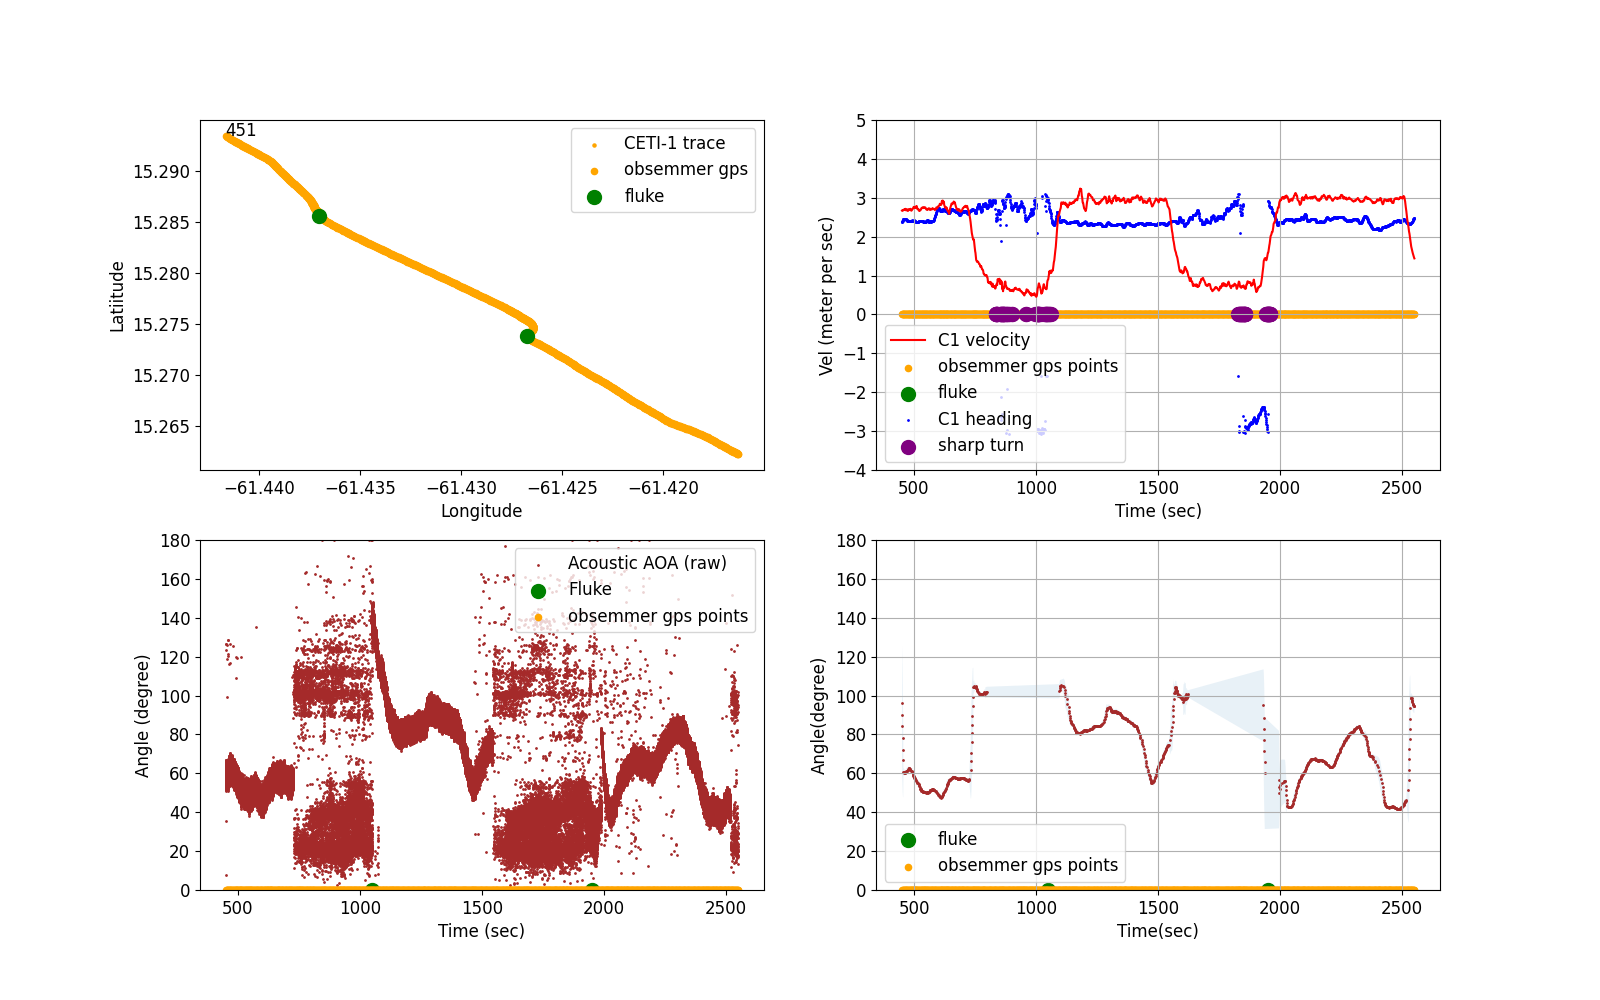 451
CETI-1 trace
obsemmer gps
fluke
15.290
15.285
15.280
15.275
15.270
15.265
Latiitude
−61.440
−61.435
−61.430
−61.425
−61.420
Longitude
5
4
3
2
1
0
−1
−2
−3
−4
Vel (meter per sec)
C1 velocity
obsemmer gps points
fluke
C1 heading
sharp turn
500
1000
1500
2000
2500
Time (sec)
180
160
140
120
100
80
60
40
20
0
Angle (degree)
Acoustic AOA (raw)
Fluke
obsemmer gps points
500
1000
1500
2000
2500
Time (sec)
180
160
140
120
100
80
60
40
20
0
Angle(degree)
fluke
obsemmer gps points
500
1000
1500
2000
2500
Time(sec)